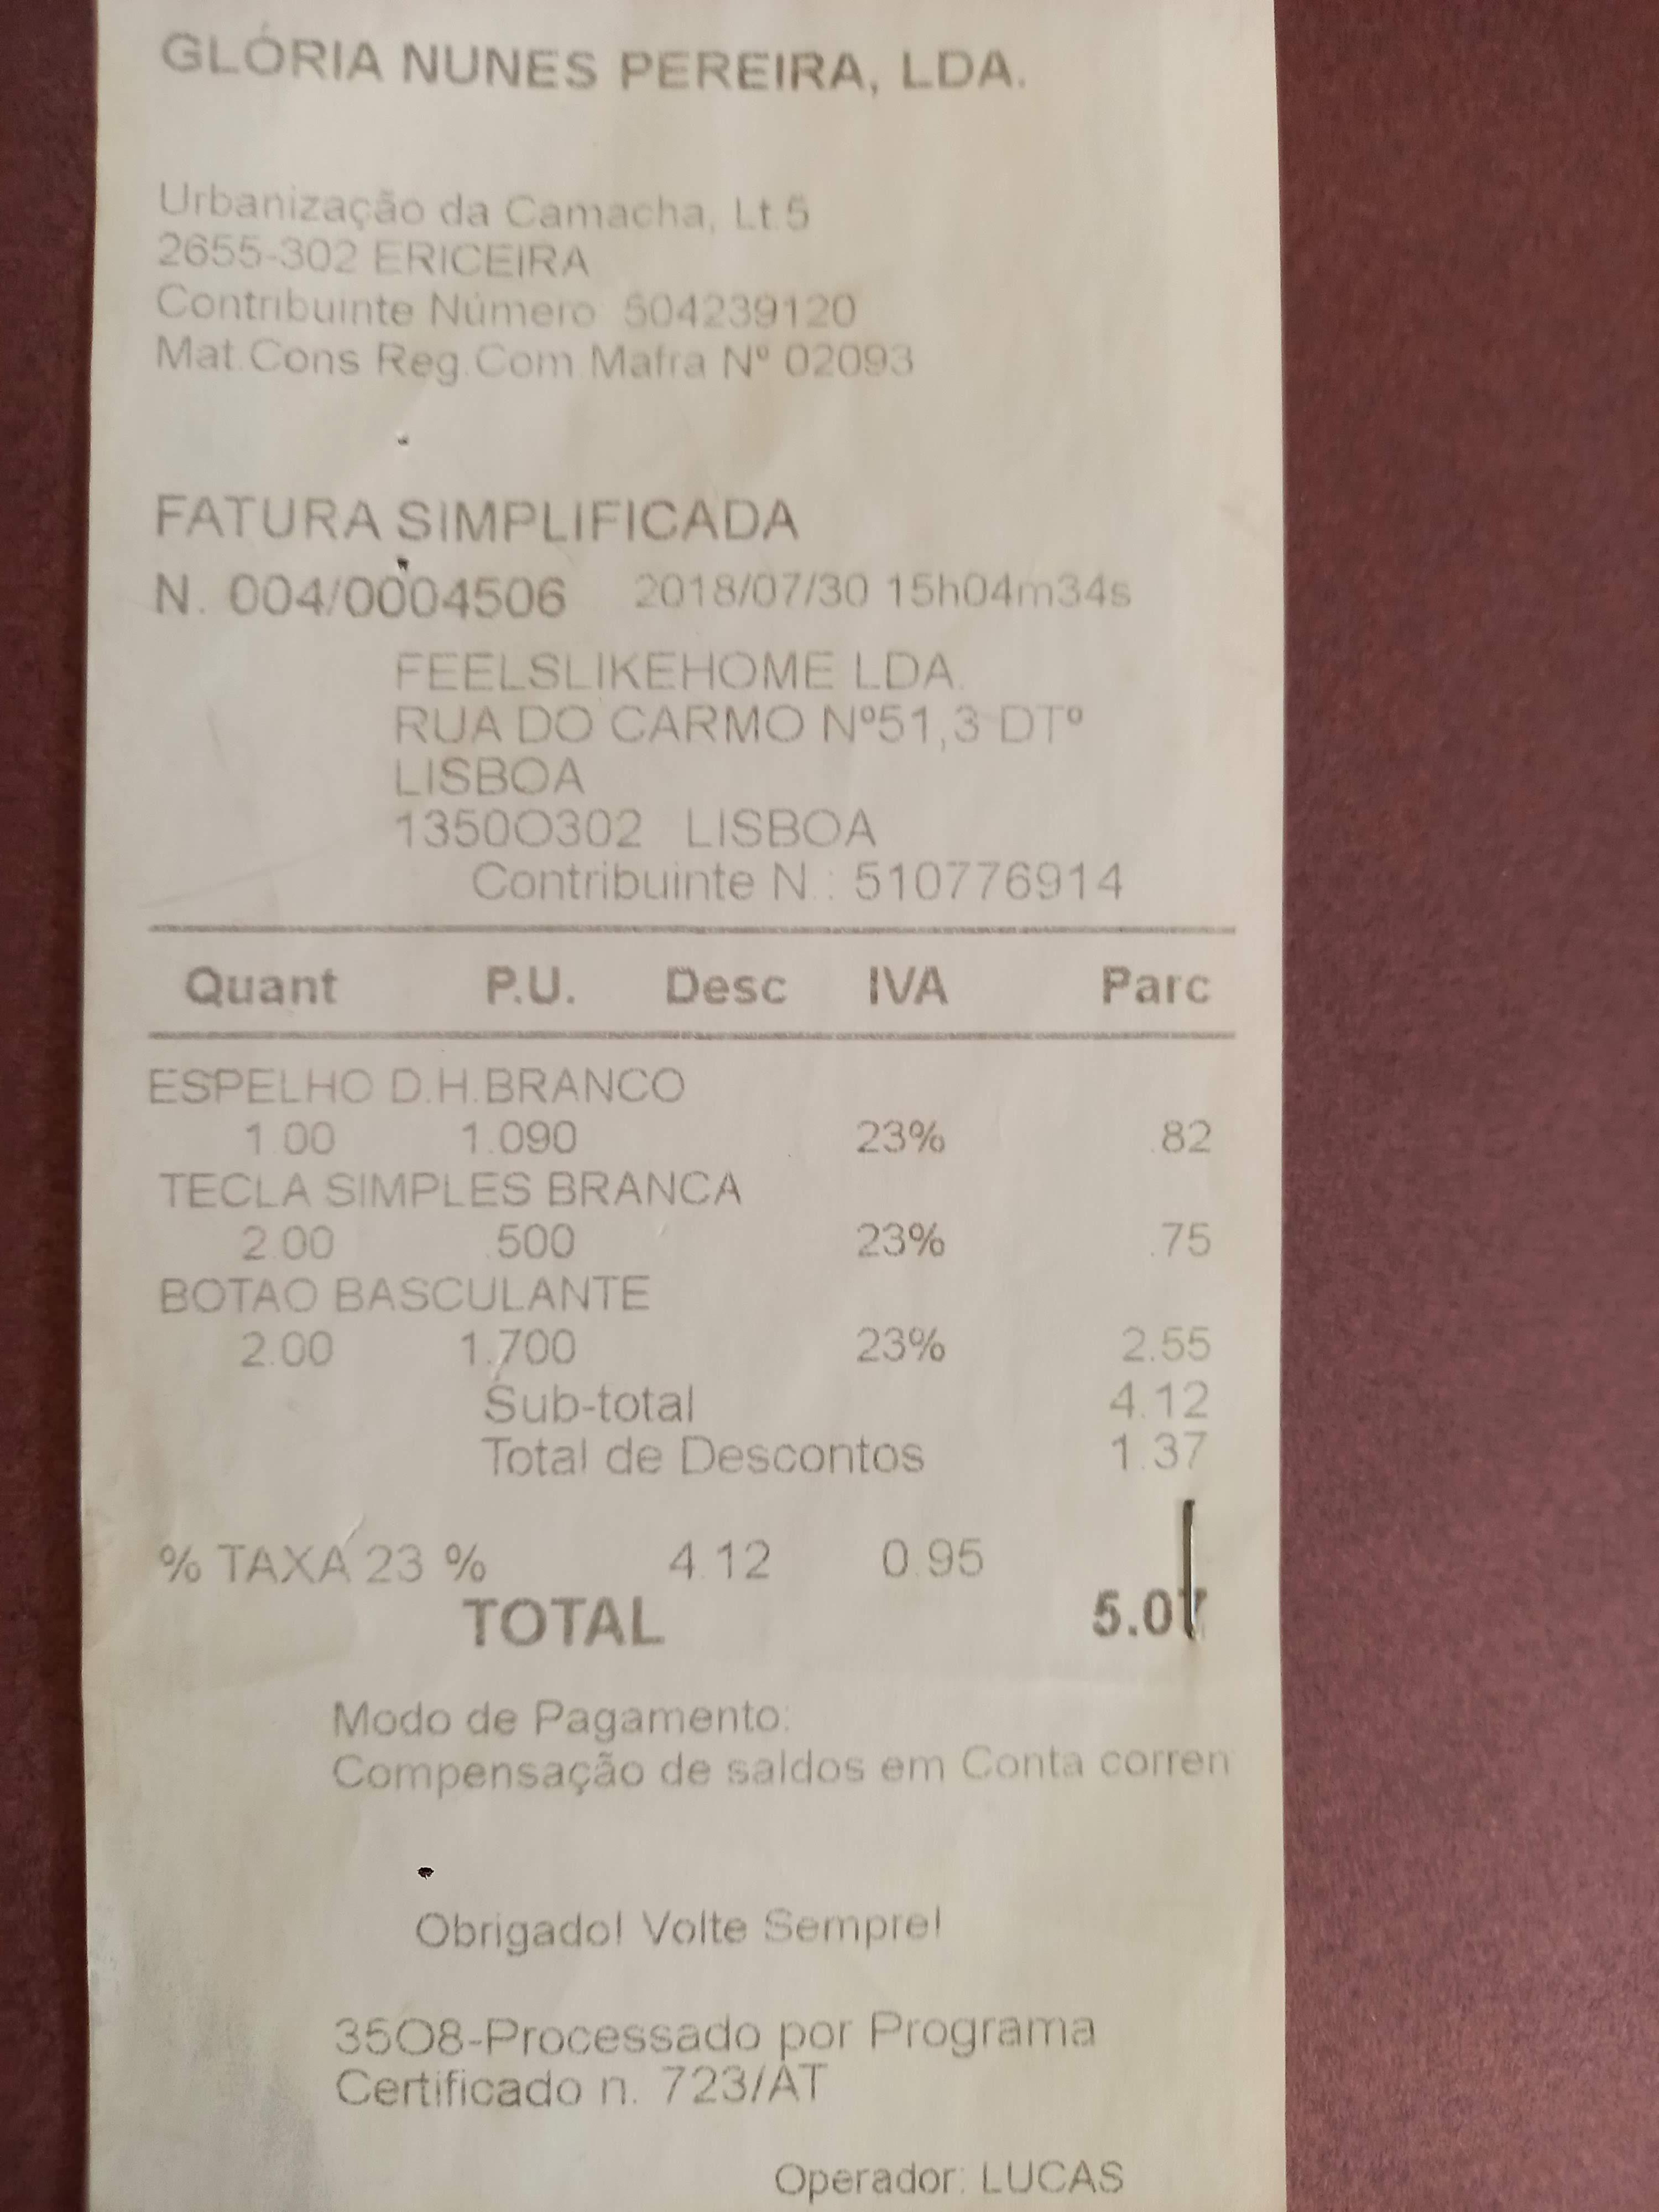 GLÓRIA NUNES PEREIRA, LDA.
Urbanização da Camacha, Lt.5
2655-302 ERICEIRA
Contribuinte Número 504239120
Mat.Cons Reg.Com Mafra Nº 02093
FATURA SIMPLIFICADA
N. 004/0004506 2018/07/30 15h04m34s
FEELSLIKEHOME LDA.
RUA DO CARMO Nº51,3 DTº
LISBOA
1350O302 LISBOA
Contribuinte N.: 510776914
Quant P.U. Desc IVA Parc
ESPELHO D.H.BRANCO
1.00 1.090 23% .82
TECLA SIMPLES BRANCA
2.00 .500 23% .75
BOTAO BASCULANTE
2.00 1.700 23% 2.55
Sub-total 4.12
Total de Descontos 1.37
% TAXA 23 % 4.12 0.95
TOTAL 5.07
Modo de Pagamento:
Compensação de saldos em Conta corren
Obrigado! Volte Sempre!
35O8-Processado por Programa
Certificado n. 723/AT
Operador: LUCAS